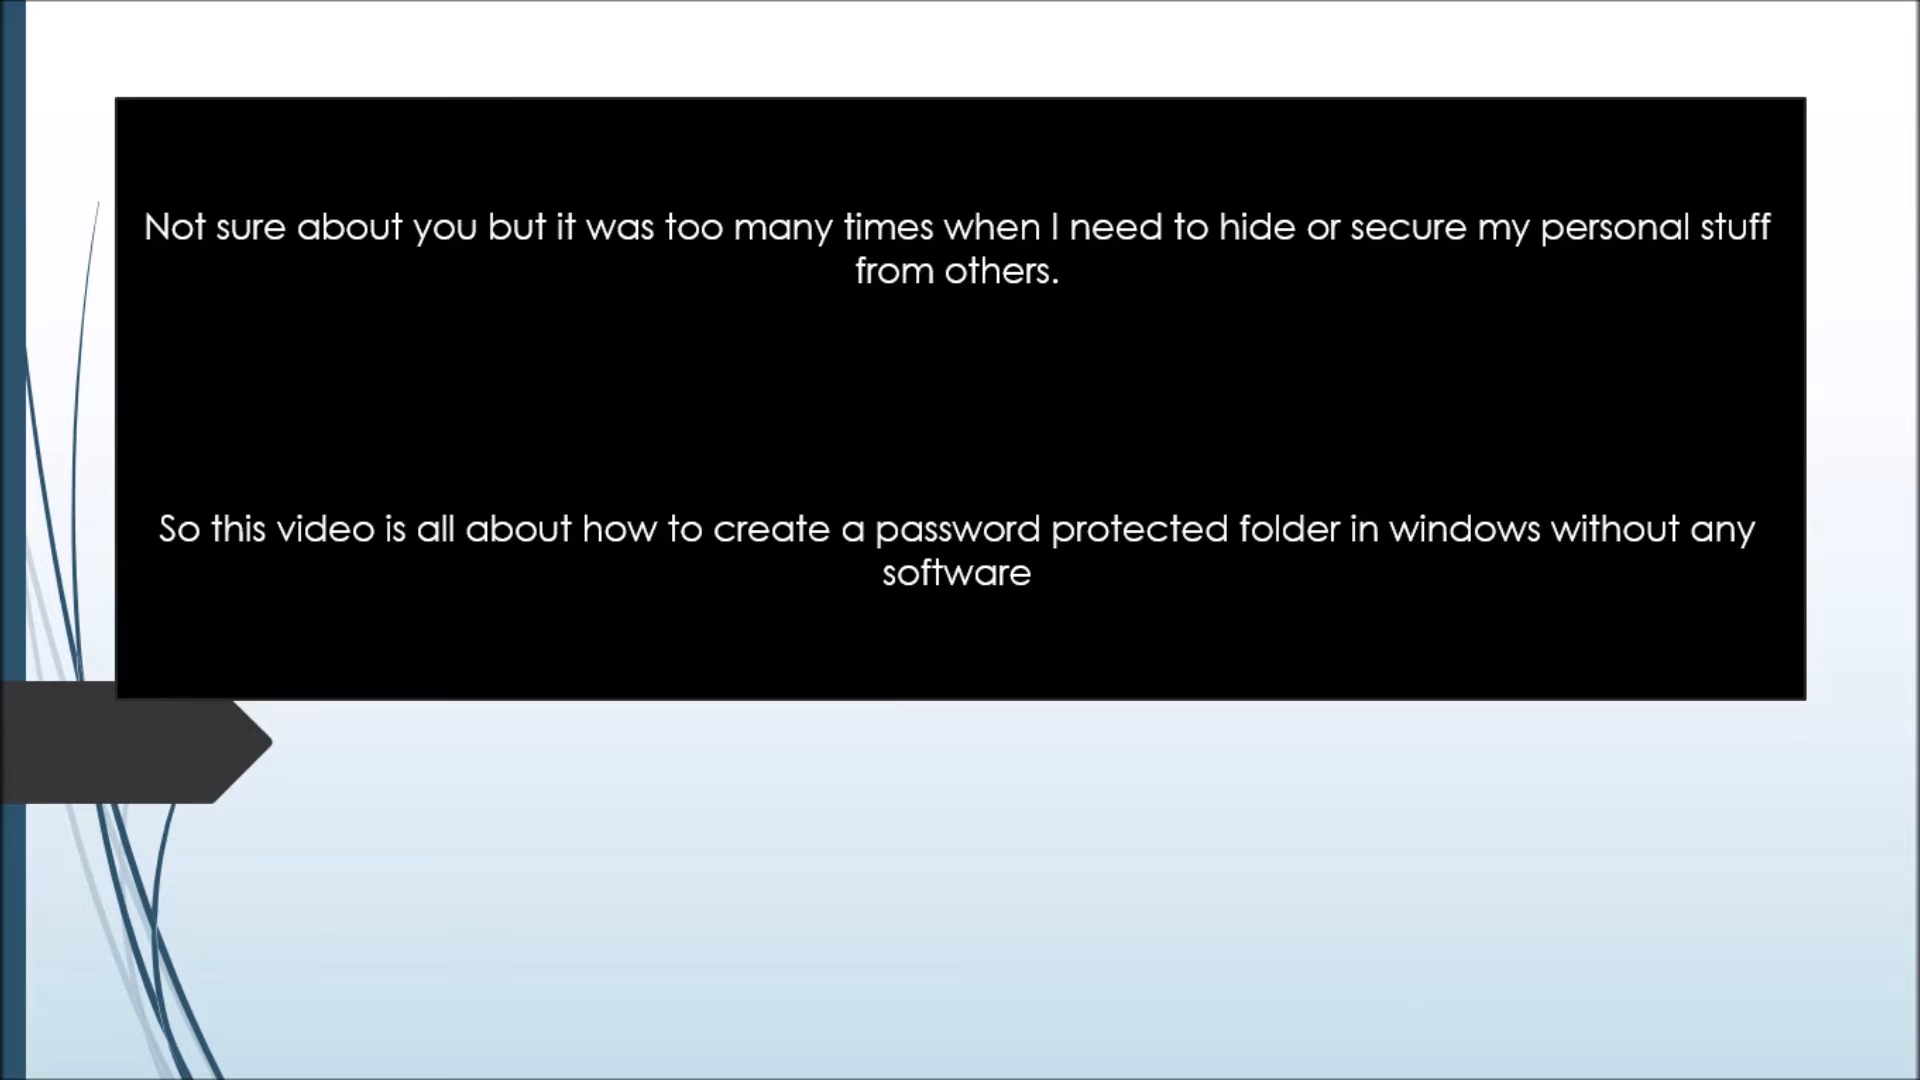 Not sure about you but it was too many times when I need to hide or secure my personal stuff
from others.
So this video is all about how to create a password protected folder in windows without any
software